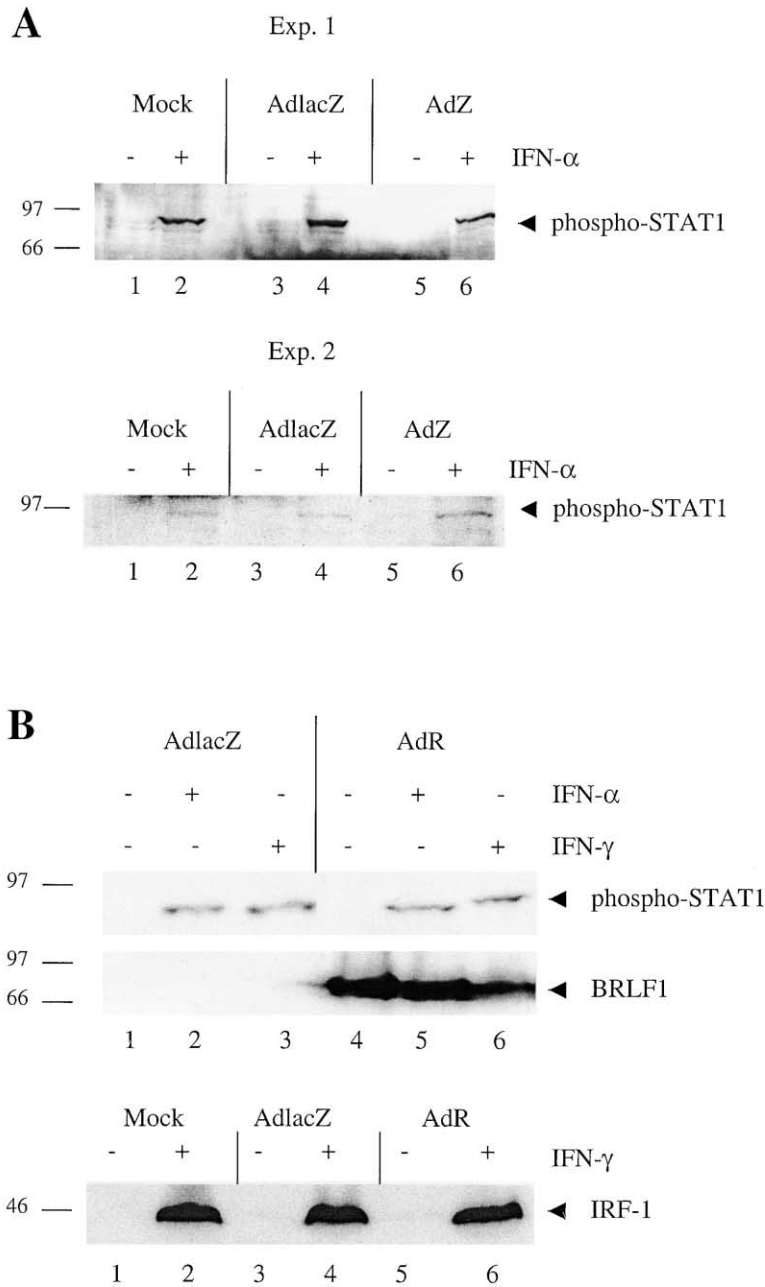 A
Exp. 1
Mock AdlacZ AdZ
- + - + - + IFN-α
97
phospho-STAT1
66
1 2 3 4 5 6
Exp. 2
Mock AdlacZ AdZ
- + - + - + IFN-α
97
phospho-STAT1
1 2 3 4 5 6
B
AdlacZ AdR
- + - - + - IFN-α
- - + - - + IFN-γ
97
phospho-STAT1
97
66
BRLF1
1 2 3 4 5 6
Mock AdlacZ AdR
- + - + - + IFN-γ
46
IRF-1
1 2 3 4 5 6